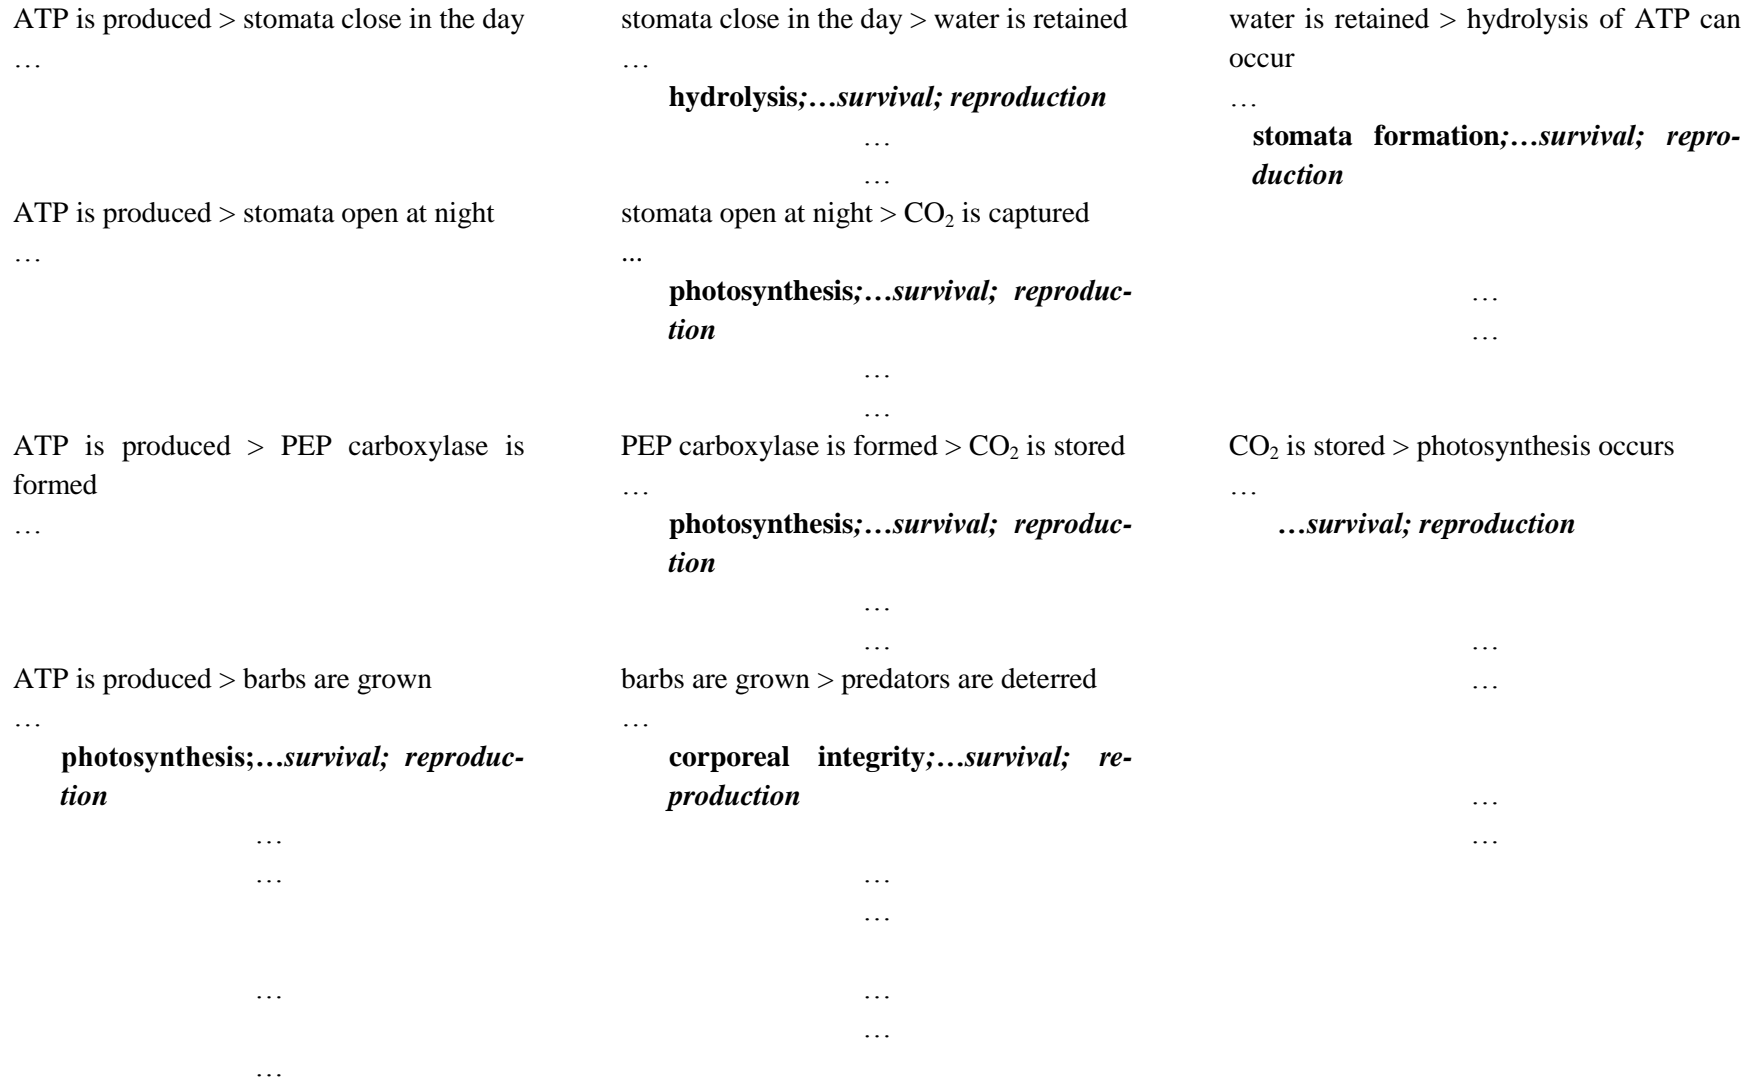 ATP is produced > stomata close in the day
…
ATP is produced > stomata open at night
…
ATP is produced > PEP carboxylase is
formed
…
ATP is produced > barbs are grown
…
photosynthesis;…survival; reproduc-
tion
…
…
…
…
stomata close in the day > water is retained
…
hydrolysis;…survival; reproduction
…
…
stomata open at night > CO₂ is captured
...
photosynthesis;…survival; reproduc-
tion
…
…
PEP carboxylase is formed > CO₂ is stored
…
photosynthesis;…survival; reproduc-
tion
…
…
barbs are grown > predators are deterred
…
corporeal integrity;…survival; re-
production
…
…
…
…
water is retained > hydrolysis of ATP can
occur
…
stomata formation;…survival; repro-
duction
…
…
CO₂ is stored > photosynthesis occurs
…
…survival; reproduction
…
…
…
…